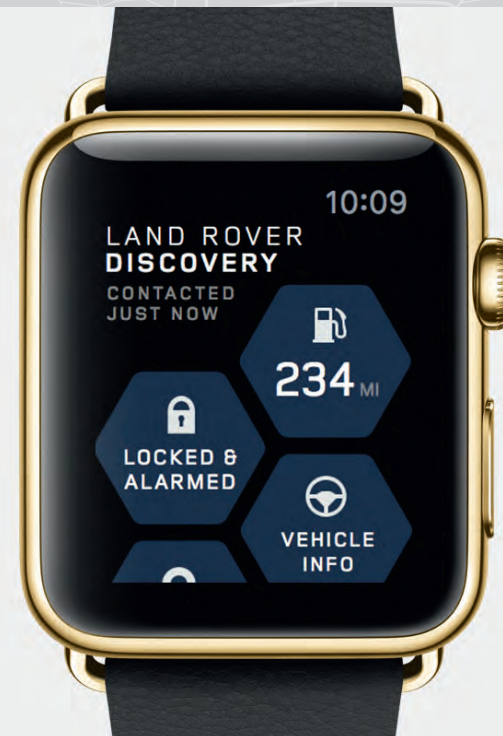 10:09
LAND ROVER
DISCOVERY
CONTACTED
JUST NOW
234 MI
LOCKED &
ALARMED
VEHICLE
INFO